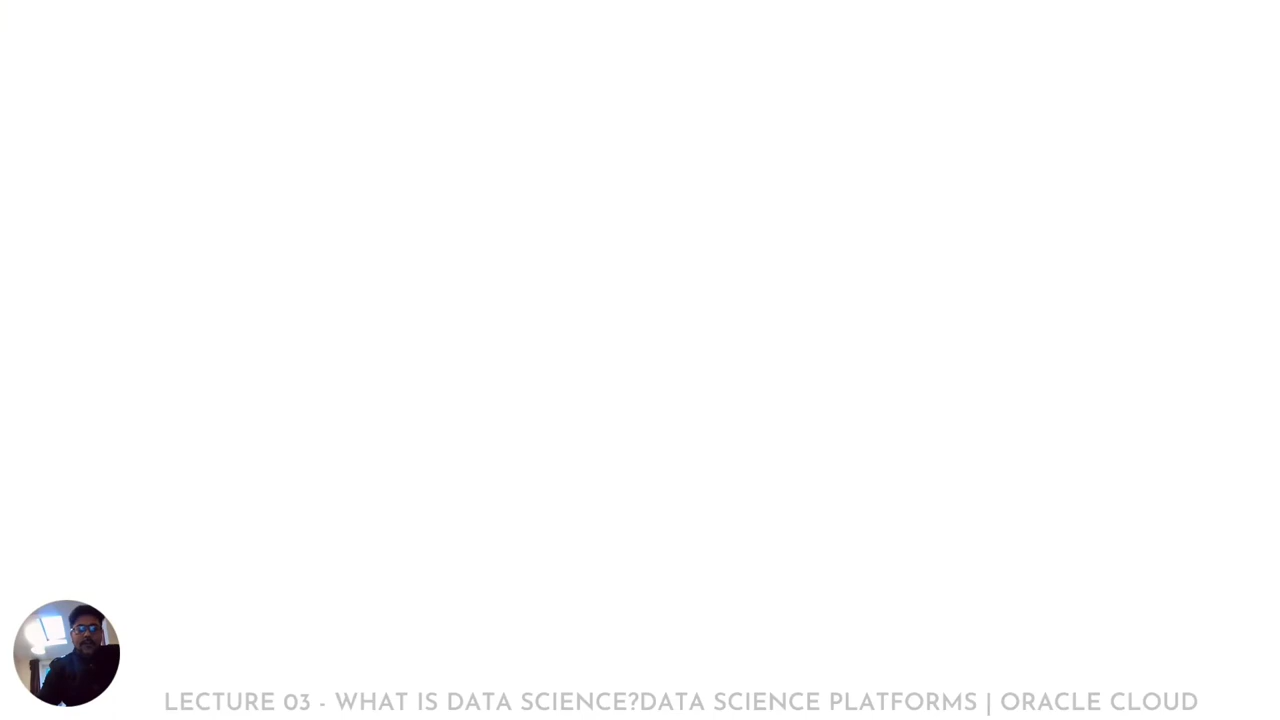 LECTURE 03 - WHAT IS DATA SCIENCE?DATA SCIENCE PLATFORMS | ORACLE CLOUD